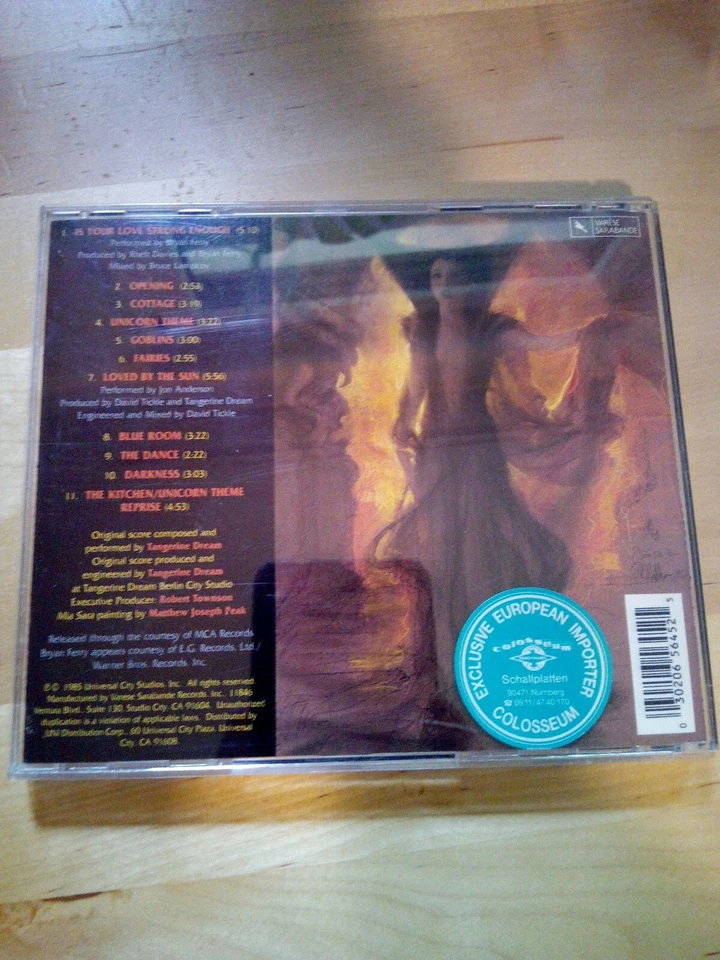 1. IS YOUR LOVE STRONG ENOUGH (5:10)
Performed by Bryan Ferry
Produced by Rhett Davies and Bryan Ferry
Mixed by Bruce Lampcov
2. OPENING (2:53)
3. COTTAGE (3:19)
4. UNICORN THEME (3:22)
5. GOBLINS (3:00)
6. FAIRIES (2:55)
7. LOVED BY THE SUN (5:56)
Performed by Jon Anderson
Produced by David Tickle and Tangerine Dream
Engineered and Mixed by David Tickle
8. BLUE ROOM (3:22)
9. THE DANCE (2:22)
10. DARKNESS (3:03)
11. THE KITCHEN/UNICORN THEME
REPRISE (4:53)
Original score composed and
performed by Tangerine Dream
Original score produced and
engineered by Tangerine Dream
at Tangerine Dream Berlin City Studio
Executive Producer: Robert Townson
Mia Sara painting by Matthew Joseph Peak
Released through the courtesy of MCA Records
Bryan Ferry appears courtesy of E.G. Records, Ltd./
Warner Bros. Records, Inc.
℗© 1985 Universal City Studios, Inc. All rights reserved.
Manufactured by Varese Sarabande Records, Inc., 11846
Ventura Blvd., Suite 130, Studio City, CA 91604. Unauthorized
duplication is a violation of applicable laws. Distributed by
UNI Distribution Corp., 60 Universal City Plaza, Universal
City, CA 91608.
VARESE
SARABANDE
EXCLUSIVE EUROPEAN IMPORTER
colosseum
Schallplatten
90471 Nürnberg
☎ 09 11/47 40 170
COLOSSEUM
0 30206 56452 5